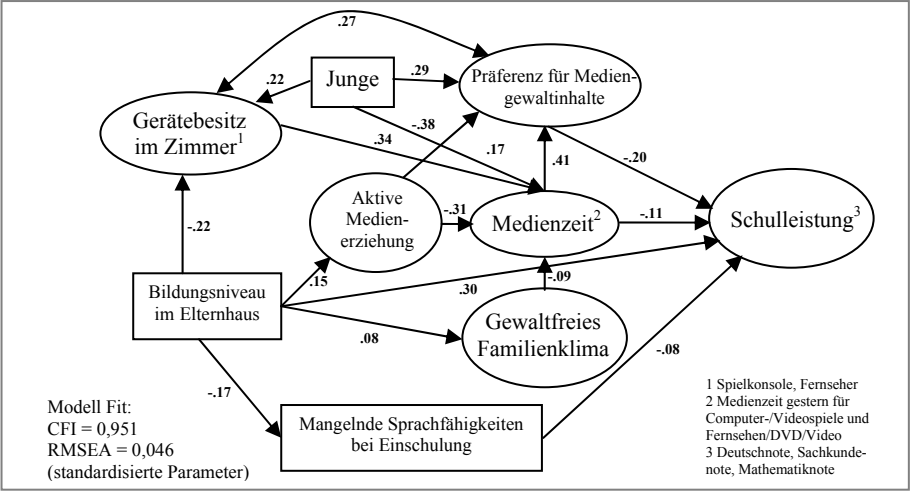 .27
Junge
.29
.22
Präferenz für Medien-
gewaltinhalte
Gerätebesitz
im Zimmer1
-.38
.34
.17
.41
-.20
Aktive
Medien-
erziehung
-.31
Medienzeit2
-.11
Schulleistung3
-.22
Bildungsniveau
im Elternhaus
.15
.30
-.09
.08
Gewaltfreies
Familienklima
-.08
-.17
Mangelnde Sprachfähigkeiten
bei Einschulung
Modell Fit:
CFI = 0,951
RMSEA = 0,046
(standardisierte Parameter)
1 Spielkonsole, Fernseher
2 Medienzeit gestern für
Computer-/Videospiele und
Fernsehen/DVD/Video
3 Deutschnote, Sachkunde-
note, Mathematiknote